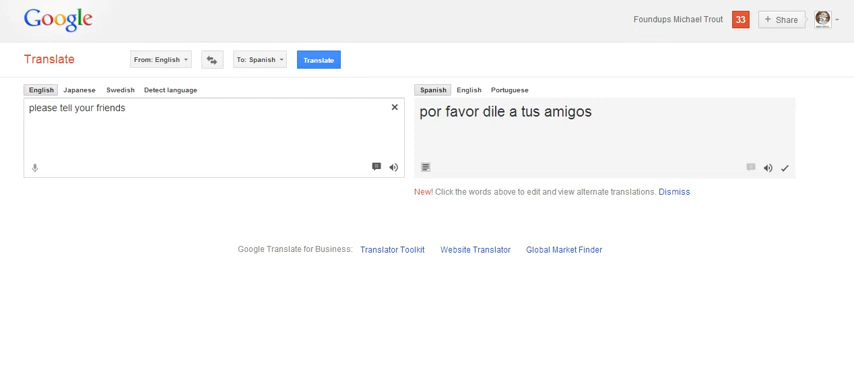 Google
Foundups Michael Trout 33 + Share
Translate From: English To: Spanish Translate
English Japanese Swedish Detect language
please tell your friends
Spanish English Portuguese
por favor dile a tus amigos
New! Click the words above to edit and view alternate translations. Dismiss
Google Translate for Business: Translator Toolkit Website Translator Global Market Finder